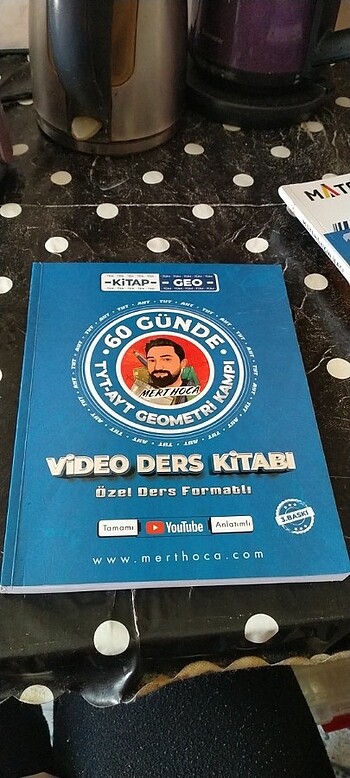 KİTAP
GEO
60 GÜNDE
TYT-AYT GEOMETRİ KAMPI
MERT HOCA
VİDEO DERS KİTABI
Özel Ders Formatlı
Tamamı YouTube Anlatımlı
3.BASKI
www.merthoca.com
MAT